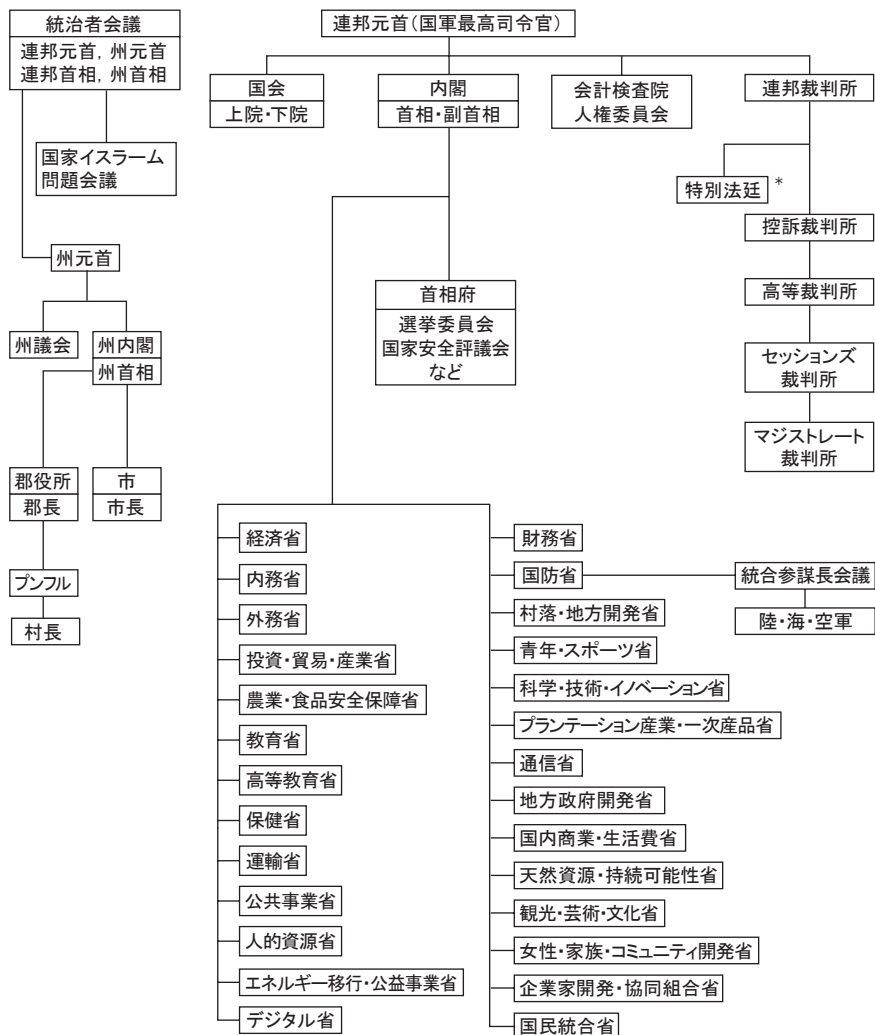 統治者会議
連邦元首, 州元首
連邦首相, 州首相
国家イスラーム
問題会議
州元首
州議会
州内閣
州首相
郡役所
郡長
市
市長
プンフル
村長
連邦元首(国軍最高司令官)
国会
上院・下院
内閣
首相・副首相
会計検査院
人権委員会
連邦裁判所
特別法廷 *
控訴裁判所
高等裁判所
セッションズ
裁判所
マジストレート
裁判所
首相府
選挙委員会
国家安全評議会
など
経済省
内務省
外務省
投資・貿易・産業省
農業・食品安全保障省
教育省
高等教育省
保健省
運輸省
公共事業省
人的資源省
エネルギー移行・公益事業省
デジタル省
財務省
国防省
統合参謀長会議
陸・海・空軍
村落・地方開発省
青年・スポーツ省
科学・技術・イノベーション省
プランテーション産業・一次産品省
通信省
地方政府開発省
国内商業・生活費省
天然資源・持続可能性省
観光・芸術・文化省
女性・家族・コミュニティ開発省
企業家開発・協同組合省
国民統合省